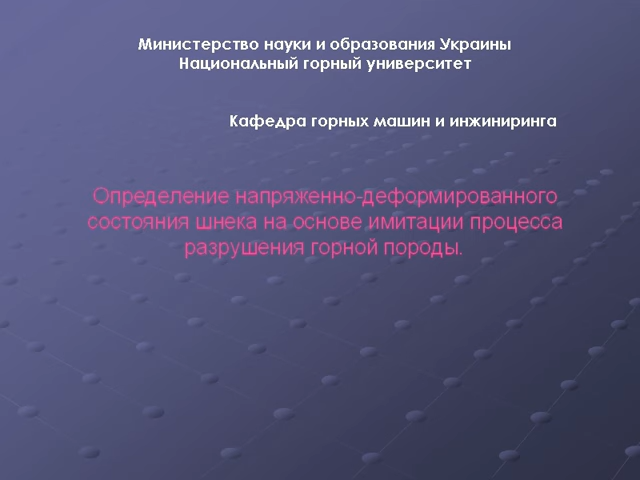 Министерство науки и образования Украины
Национальный горный университет
Кафедра горных машин и инжиниринга
Определение напряженно-деформированного
состояния шнека на основе имитации процесса
разрушения горной породы.